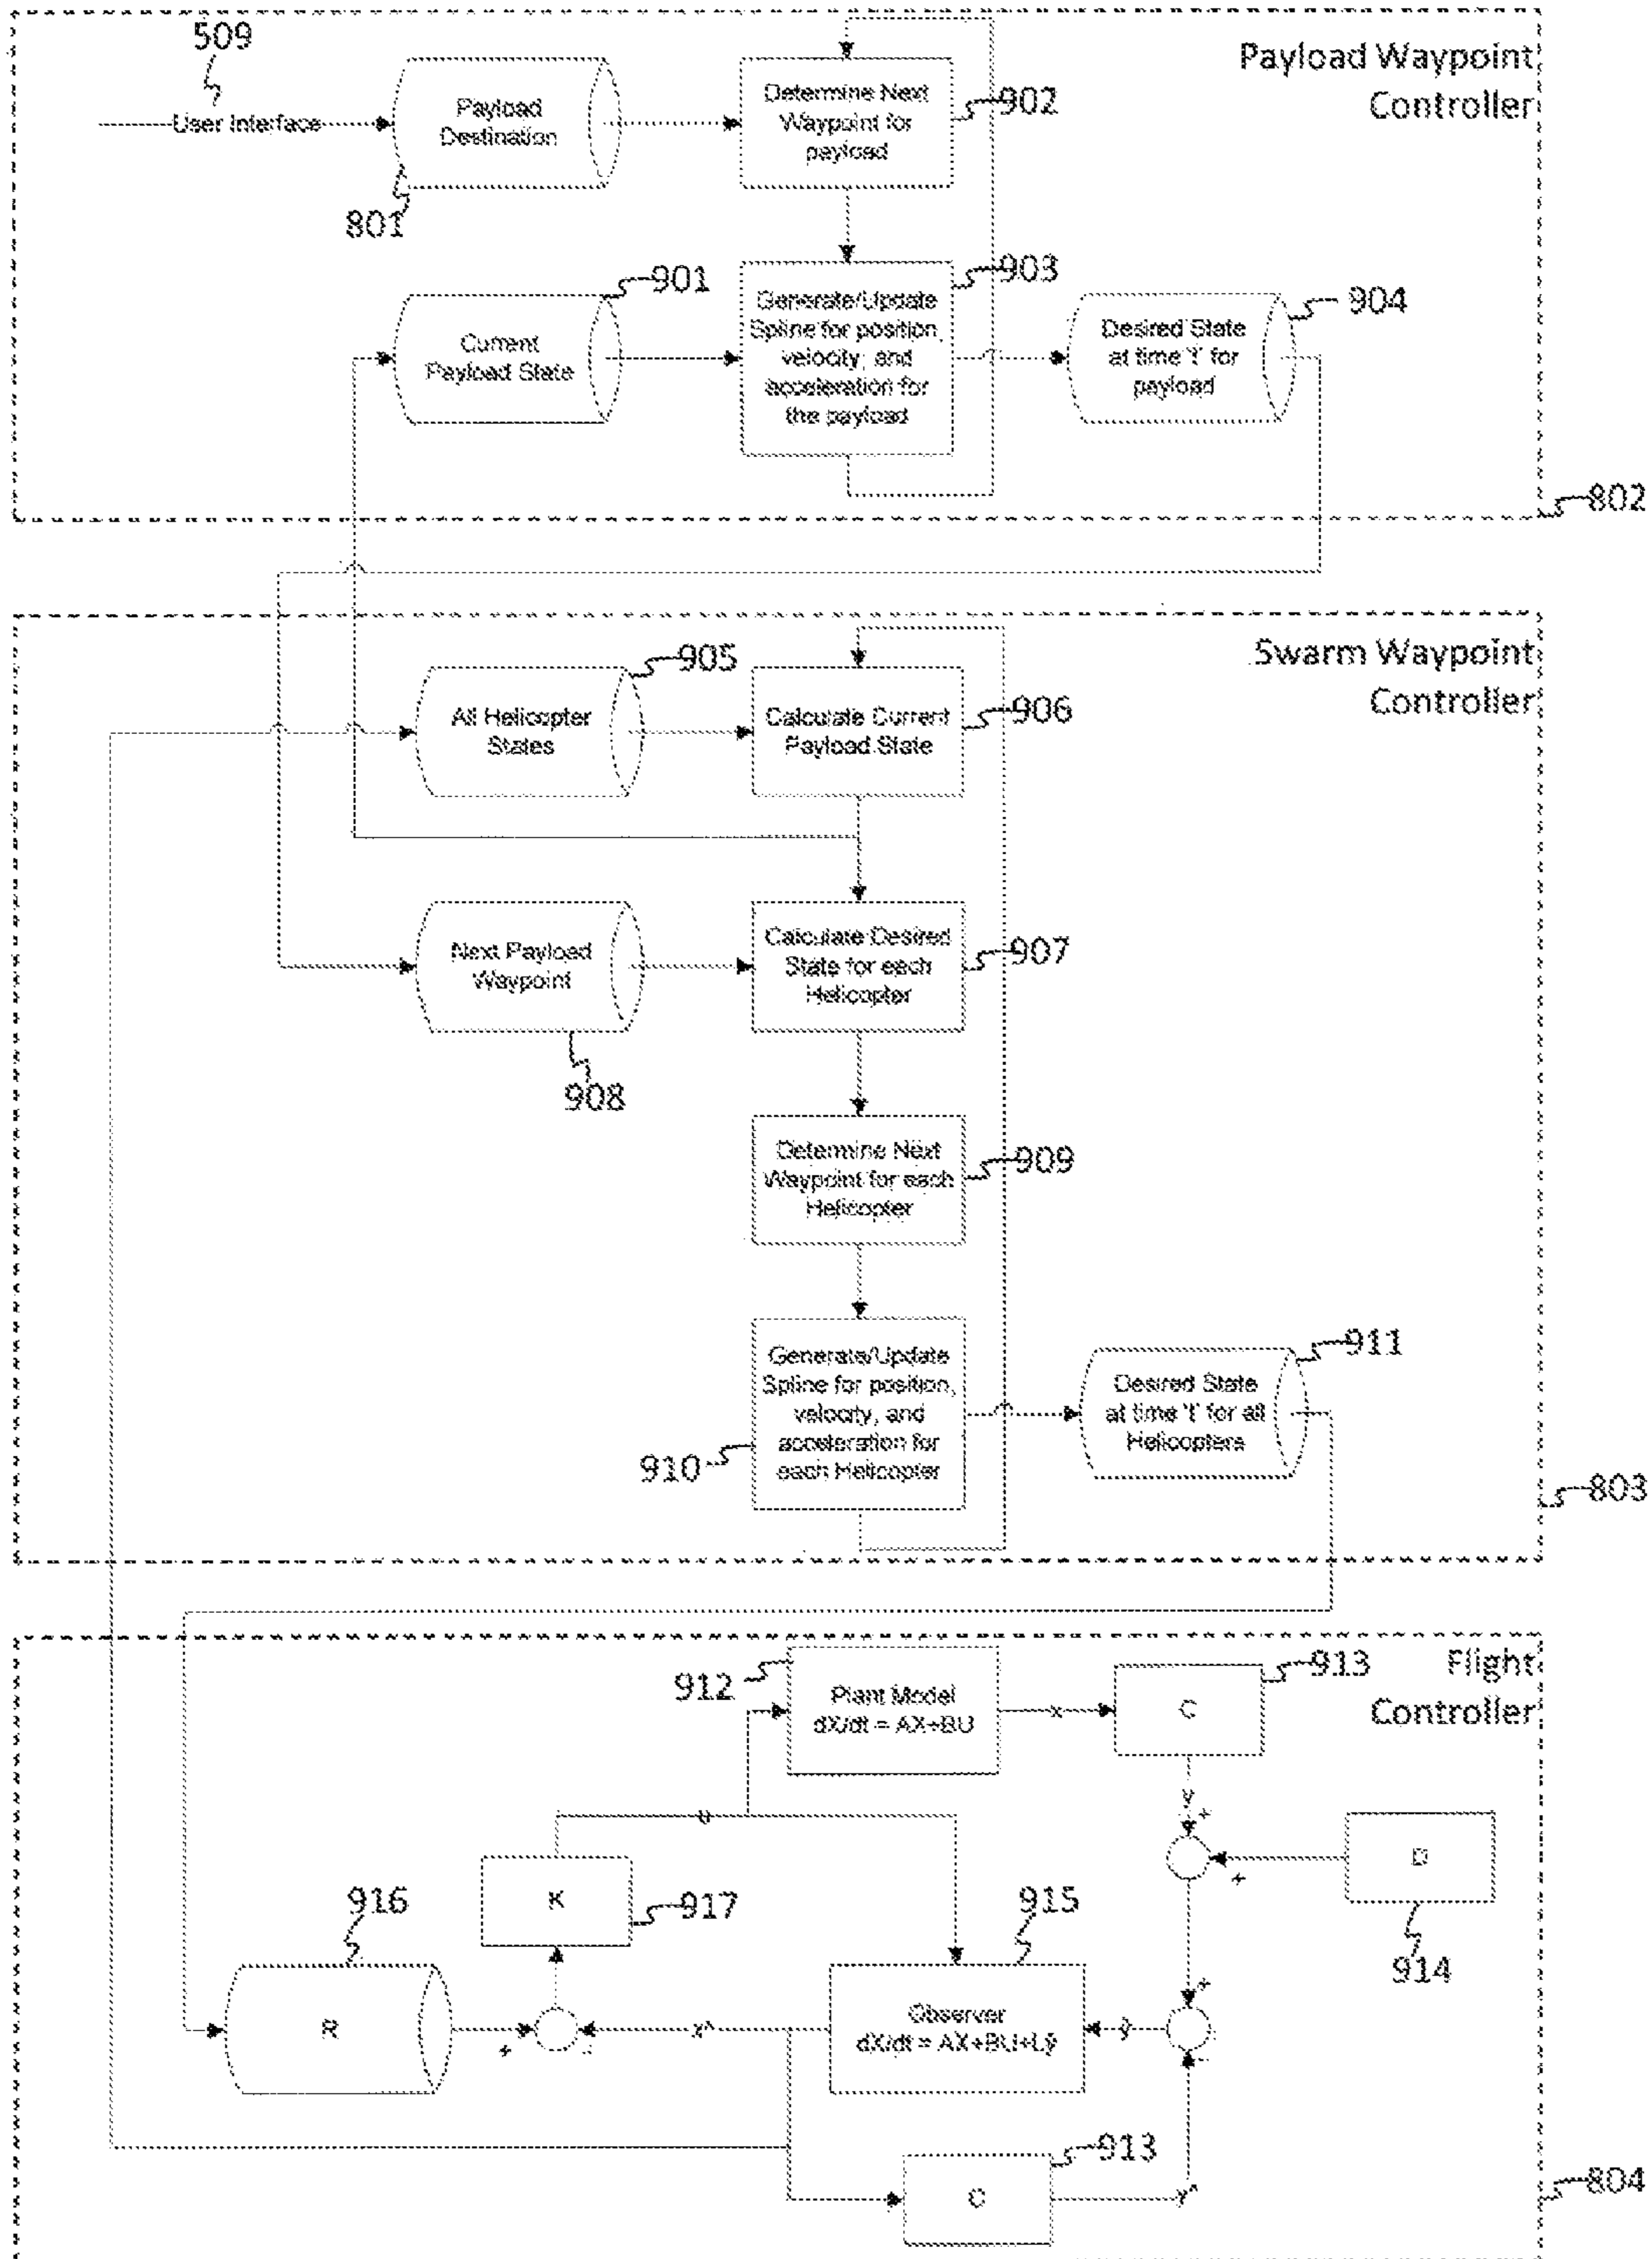 509
User Interface
Payload
Destination
801
Determine Next
Waypoint for
payload
902
Payload Waypoint
Controller
901
Current
Payload State
903
Generate/Update
Spline for position,
velocity, and
acceleration for
the payload
904
Desired State
at time 't' for
payload
802
Swarm Waypoint
Controller
905
All Helicopter
States
Calculate Current
Payload State
906
Next Payload
Waypoint
908
Calculate Desired
State for each
Helicopter
907
Determine Next
Waypoint for each
Helicopter
909
Generate/Update
Spline for position,
velocity, and
acceleration for
each Helicopter
910
911
Desired State
at time 't' for all
Helicopters
803
Flight
Controller
912
Plant Model
dX/dt = AX+BU
x
913
C
y
+
+
D
914
u
K
917
916
R
+
-
x^
915
Observer
dX/dt = AX+BU+Lỹ
ỹ
+
-
913
C
Y^
804